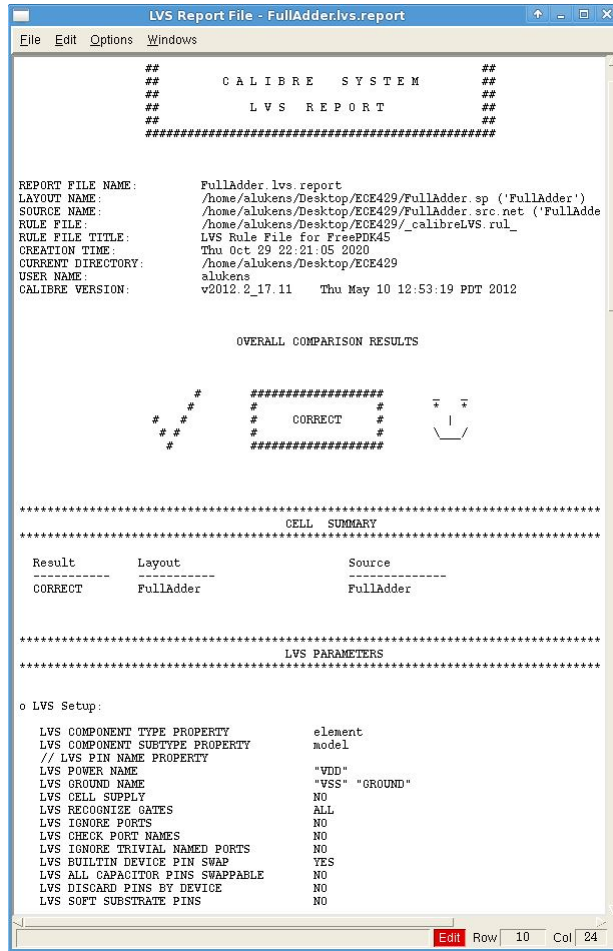 LVS Report File - FullAdder.lvs.report
File Edit Options Windows
## ##
## C A L I B R E S Y S T E M ##
## ##
## L V S R E P O R T ##
## ##
##################################################
REPORT FILE NAME: FullAdder.lvs.report
LAYOUT NAME: /home/alukens/Desktop/ECE429/FullAdder.sp ('FullAdder')
SOURCE NAME: /home/alukens/Desktop/ECE429/FullAdder.src.net ('FullAdde
RULE FILE: /home/alukens/Desktop/ECE429/_calibreLVS.rul_
RULE FILE TITLE: LVS Rule File for FreePDK45
CREATION TIME: Thu Oct 29 22:21:05 2020
CURRENT DIRECTORY: /home/alukens/Desktop/ECE429
USER NAME: alukens
CALIBRE VERSION: v2012.2_17.11 Thu May 10 12:53:19 PDT 2012
OVERALL COMPARISON RESULTS
# ################### _ _
# # # * *
# # # CORRECT # |
# # # # \___/
# ###################
***********************************************************************************
CELL SUMMARY
***********************************************************************************
Result Layout Source
----------- ----------- --------------
CORRECT FullAdder FullAdder
***********************************************************************************
LVS PARAMETERS
***********************************************************************************
o LVS Setup:
LVS COMPONENT TYPE PROPERTY element
LVS COMPONENT SUBTYPE PROPERTY model
// LVS PIN NAME PROPERTY
LVS POWER NAME "VDD"
LVS GROUND NAME "VSS" "GROUND"
LVS CELL SUPPLY NO
LVS RECOGNIZE GATES ALL
LVS IGNORE PORTS NO
LVS CHECK PORT NAMES NO
LVS IGNORE TRIVIAL NAMED PORTS NO
LVS BUILTIN DEVICE PIN SWAP YES
LVS ALL CAPACITOR PINS SWAPPABLE NO
LVS DISCARD PINS BY DEVICE NO
LVS SOFT SUBSTRATE PINS NO
Edit Row 10 Col 24